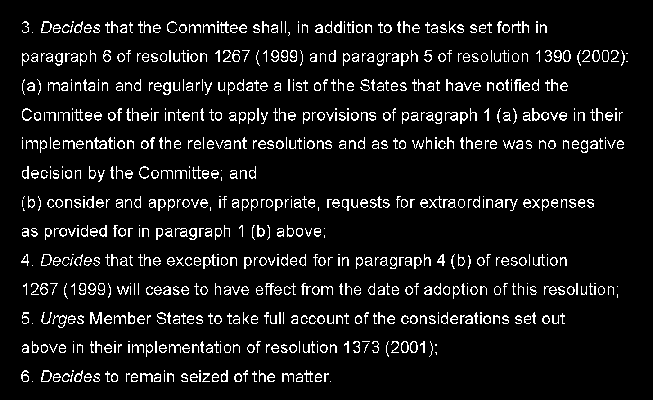 3. Decides that the Committee shall, in addition to the tasks set forth in
paragraph 6 of resolution 1267 (1999) and paragraph 5 of resolution 1390 (2002):
(a) maintain and regularly update a list of the States that have notified the
Committee of their intent to apply the provisions of paragraph 1 (a) above in their
implementation of the relevant resolutions and as to which there was no negative
decision by the Committee; and
(b) consider and approve, if appropriate, requests for extraordinary expenses
as provided for in paragraph 1 (b) above;
4. Decides that the exception provided for in paragraph 4 (b) of resolution
1267 (1999) will cease to have effect from the date of adoption of this resolution;
5. Urges Member States to take full account of the considerations set out
above in their implementation of resolution 1373 (2001);
6. Decides to remain seized of the matter.